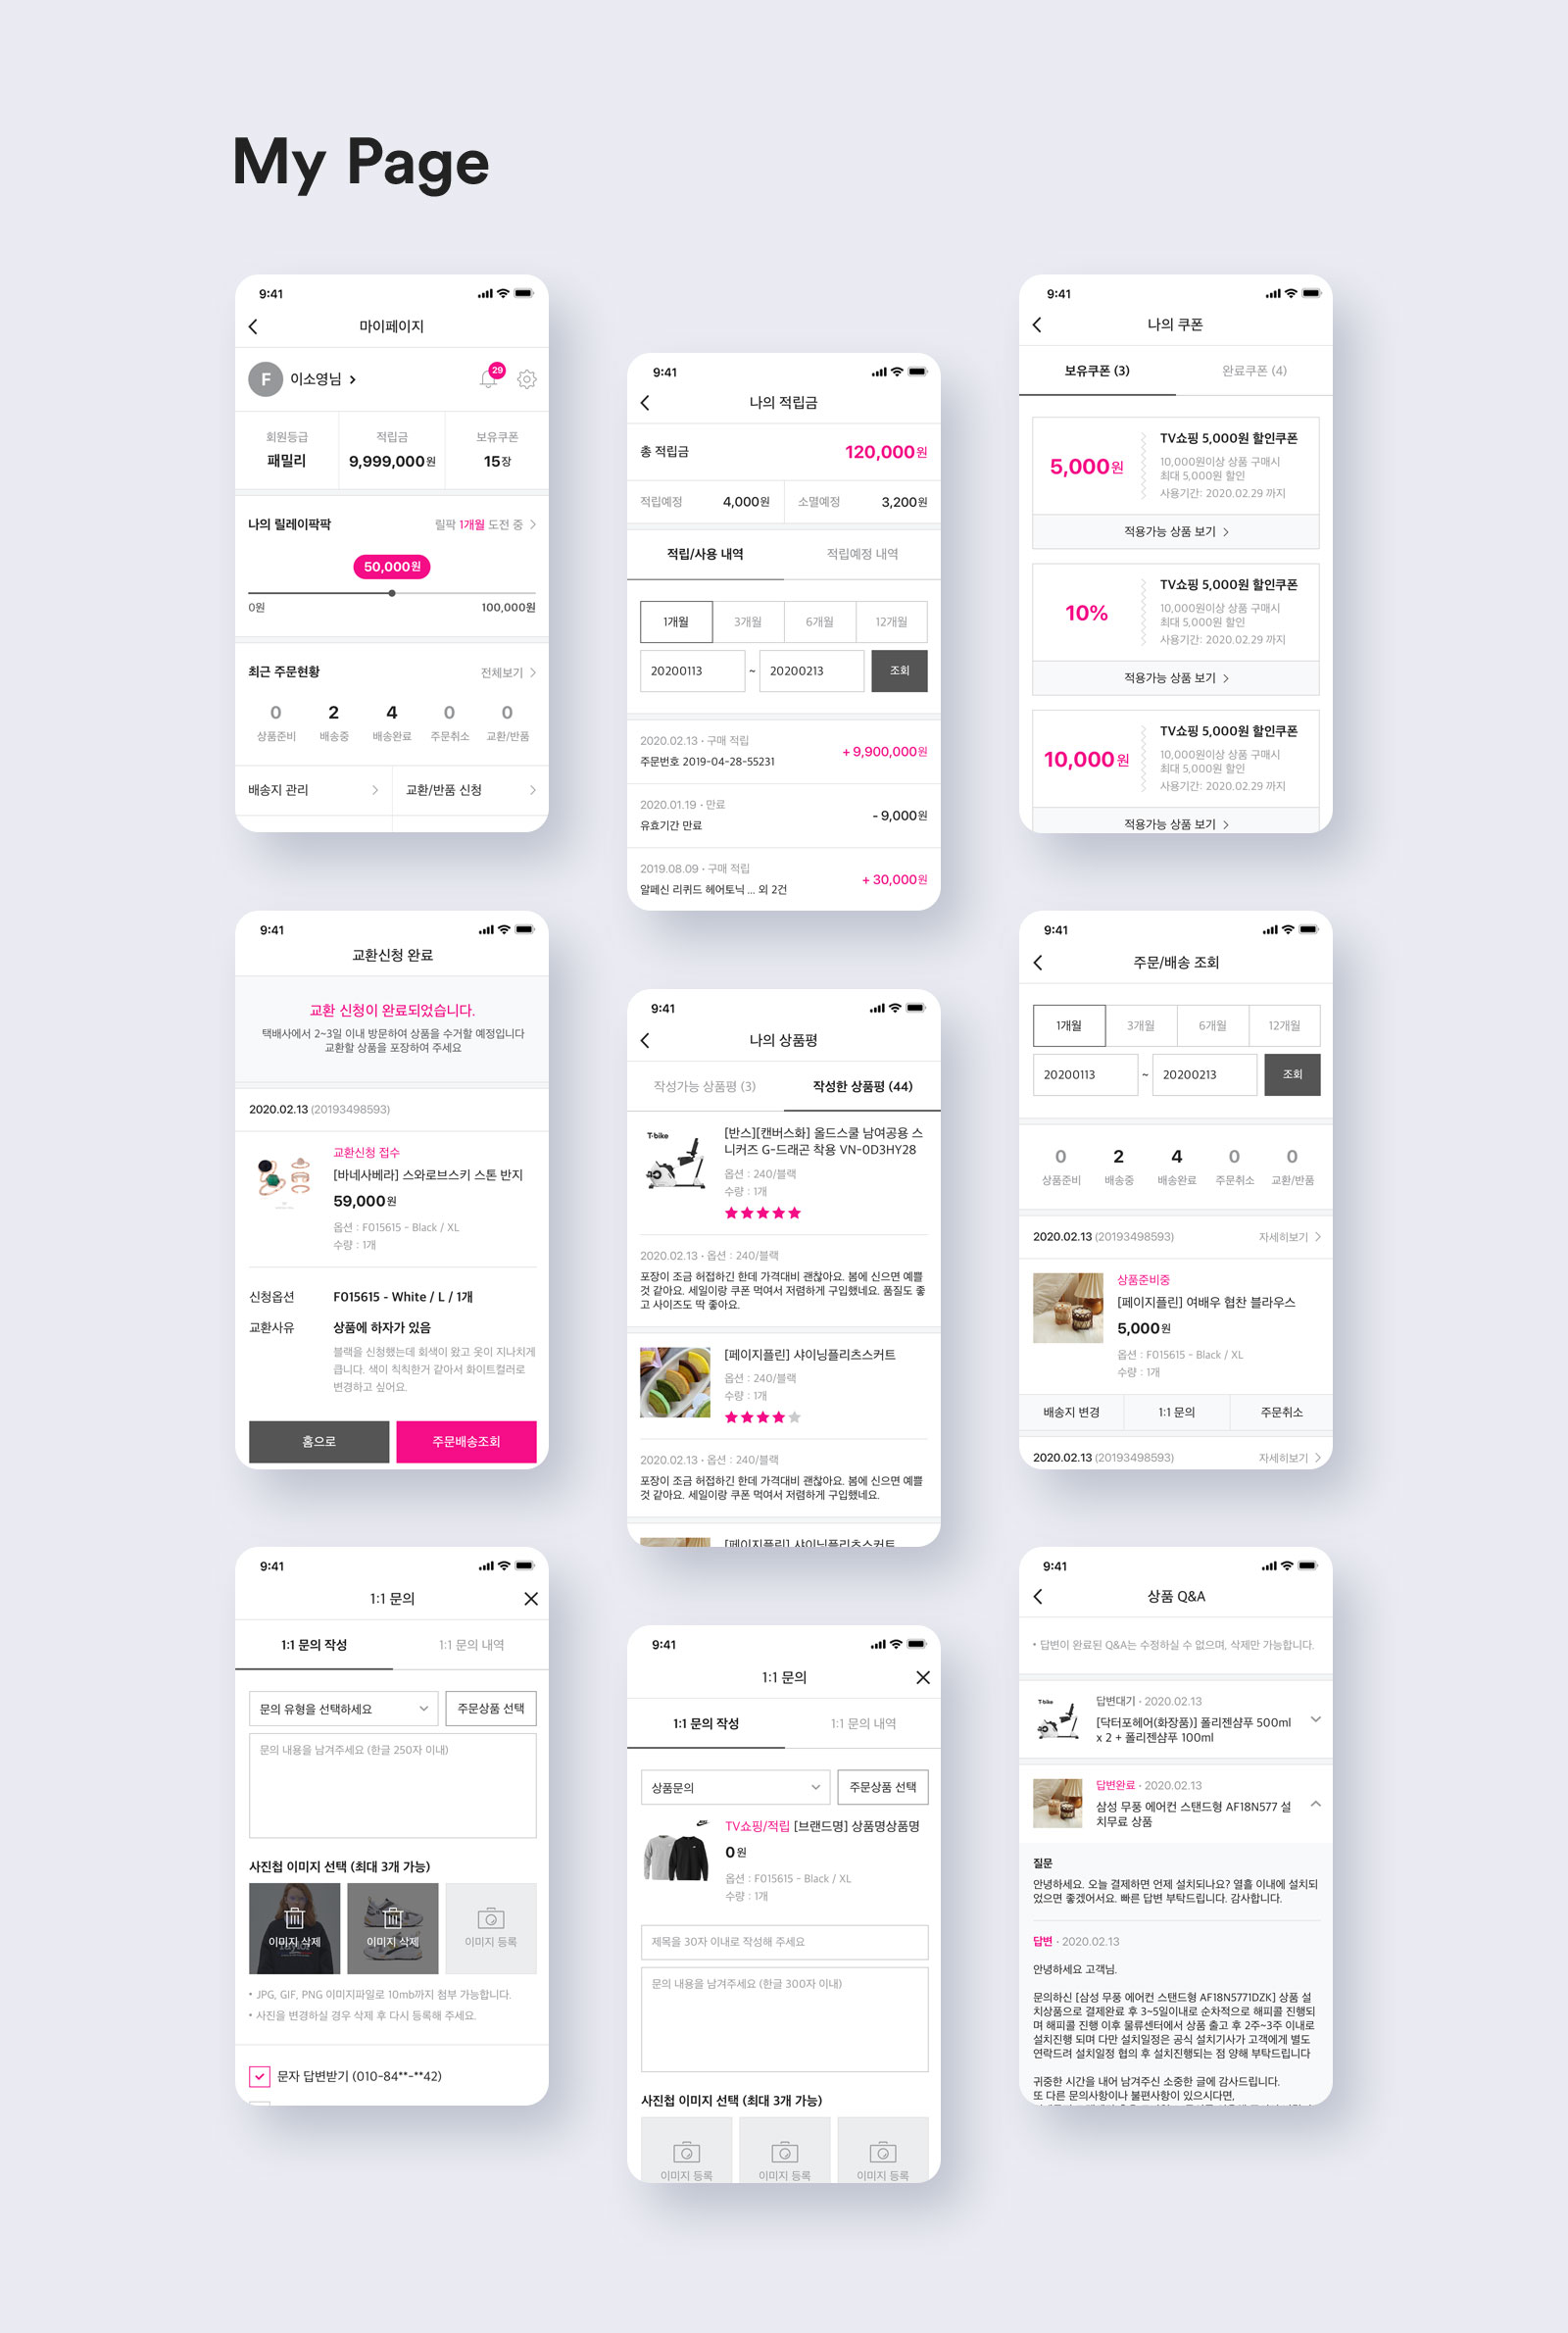 My Page
9:41
마이페이지
F 이소영님
29
회원등급 적립금 보유쿠폰
패밀리 9,999,000원 15장
나의 릴레이팍팍 릴팍 1개월 도전 중
50,000원
0원 100,000원
최근 주문현황 전체보기
0 2 4 0 0
상품준비 배송중 배송완료 주문취소 교환/반품
배송지 관리 교환/반품 신청
9:41
나의 적립금
총 적립금 120,000원
적립예정 4,000원 소멸예정 3,200원
적립/사용 내역 적립예정 내역
1개월 3개월 6개월 12개월
20200113 ~ 20200213 조회
2020.02.13 • 구매 적립
주문번호 2019-04-28-55231
+ 9,900,000원
2020.01.19 • 만료
유효기간 만료
- 9,000원
2019.08.09 • 구매 적립
알페신 리퀴드 헤어토닉 ... 외 2건
+ 30,000원
9:41
나의 쿠폰
보유쿠폰 (3) 완료쿠폰 (4)
5,000원
TV쇼핑 5,000원 할인쿠폰
10,000원이상 상품 구매시
최대 5,000원 할인
사용기간: 2020.02.29 까지
적용가능 상품 보기
10%
TV쇼핑 5,000원 할인쿠폰
10,000원이상 상품 구매시
최대 5,000원 할인
사용기간: 2020.02.29 까지
적용가능 상품 보기
10,000원
TV쇼핑 5,000원 할인쿠폰
10,000원이상 상품 구매시
최대 5,000원 할인
사용기간: 2020.02.29 까지
적용가능 상품 보기
9:41
교환신청 완료
교환 신청이 완료되었습니다.
택배사에서 2~3일 이내 방문하여 상품을 수거할 예정입니다
교환할 상품을 포장하여 주세요
2020.02.13 (20193498593)
교환신청 접수
[바네사베라] 스와로브스키 스톤 반지
59,000원
옵션 : F015615 - Black / XL
수량 : 1개
신청옵션 F015615 - White / L / 1개
교환사유 상품에 하자가 있음
블랙을 신청했는데 회색이 왔고 옷이 지나치게
큽니다. 색이 칙칙한거 같아서 화이트컬러로
변경하고 싶어요.
홈으로 주문배송조회
9:41
나의 상품평
작성가능 상품평 (3) 작성한 상품평 (44)
T-bike
[반스][캔버스화] 올드스쿨 남여공용 스
니커즈 G-드래곤 착용 VN-0D3HY28
옵션 : 240/블랙
수량 : 1개
2020.02.13 • 옵션 : 240/블랙
포장이 조금 허접하긴 한데 가격대비 괜찮아요. 봄에 신으면 예쁠
것 같아요. 세일이랑 쿠폰 먹여서 저렴하게 구입했네요. 품질도 좋
고 사이즈도 딱 좋아요.
[페이지플린] 샤이닝플리츠스커트
옵션 : 240/블랙
수량 : 1개
2020.02.13 • 옵션 : 240/블랙
포장이 조금 허접하긴 한데 가격대비 괜찮아요. 봄에 신으면 예쁠
것 같아요. 세일이랑 쿠폰 먹여서 저렴하게 구입했네요.
[페이지플린] 샤이닝플리츠스커트
9:41
주문/배송 조회
1개월 3개월 6개월 12개월
20200113 ~ 20200213 조회
0 2 4 0 0
상품준비 배송중 배송완료 주문취소 교환/반품
2020.02.13 (20193498593) 자세히보기
상품준비중
[페이지플린] 여배우 협찬 블라우스
5,000원
옵션 : F015615 - Black / XL
수량 : 1개
배송지 변경 1:1 문의 주문취소
2020.02.13 (20193498593) 자세히보기
9:41
1:1 문의
1:1 문의 작성 1:1 문의 내역
문의 유형을 선택하세요 주문상품 선택
문의 내용을 남겨주세요 (한글 250자 이내)
사진첩 이미지 선택 (최대 3개 가능)
이미지 삭제 이미지 삭제 이미지 등록
• JPG, GIF, PNG 이미지파일로 10mb까지 첨부 가능합니다.
• 사진을 변경하실 경우 삭제 후 다시 등록해 주세요.
문자 답변받기 (010-84**-**42)
9:41
1:1 문의
1:1 문의 작성 1:1 문의 내역
상품문의 주문상품 선택
TV쇼핑/적립 [브랜드명] 상품명상품명
0원
옵션 : F015615 - Black / XL
수량 : 1개
제목을 30자 이내로 작성해 주세요
문의 내용을 남겨주세요 (한글 300자 이내)
사진첩 이미지 선택 (최대 3개 가능)
이미지 등록 이미지 등록 이미지 등록
9:41
상품 Q&A
• 답변이 완료된 Q&A는 수정하실 수 없으며, 삭제만 가능합니다.
T-bike
답변대기 • 2020.02.13
[닥터포헤어(화장품)] 폴리젠샴푸 500ml
x 2 + 폴리젠샴푸 100ml
답변완료 • 2020.02.13
삼성 무풍 에어컨 스탠드형 AF18N577 설
치무료 상품
질문
안녕하세요. 오늘 결제하면 언제 설치되나요? 열흘 이내에 설치되
었으면 좋겠어서요. 빠른 답변 부탁드립니다. 감사합니다.
답변 • 2020.02.13
안녕하세요 고객님.
문의하신 [삼성 무풍 에어컨 스탠드형 AF18N5771DZK] 상품 설
치상품으로 결제완료 후 3~5일이내로 순차적으로 해피콜 진행되
며 해피콜 진행 이후 물류센터에서 상품 출고 후 2주~3주 이내로
설치진행 되며 다만 설치일정은 공식 설치기사가 고객에게 별도
연락드려 설치일정 협의 후 설치진행되는 점 양해 부탁드립니다
귀중한 시간을 내어 남겨주신 소중한 글에 감사드립니다.
또 다른 문의사항이나 불편사항이 있으시다면,